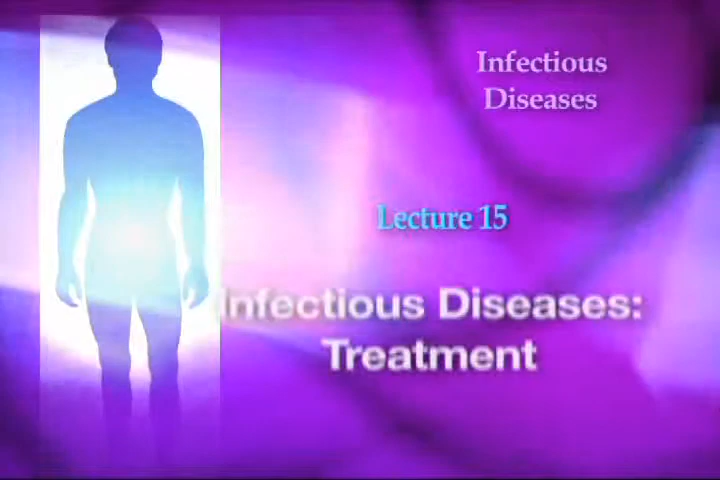 Infectious
Diseases
Lecture 15
Infectious Diseases:
Treatment